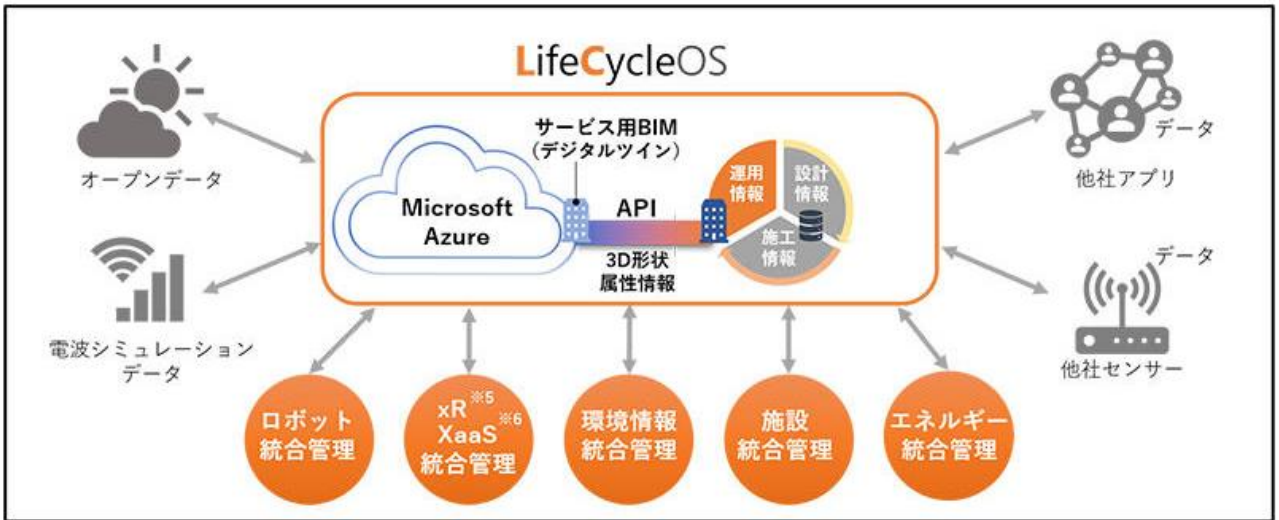 LifeCycleOS
オープンデータ
電波シミュレーション
データ
サービス用BIM
(デジタルツイン)
Microsoft
Azure
API
3D形状
属性情報
運用
情報
設計
情報
施工
情報
データ
他社アプリ
データ
他社センサー
ロボット
統合管理
xR※5
XaaS※6
統合管理
環境情報
統合管理
施設
統合管理
エネルギー
統合管理